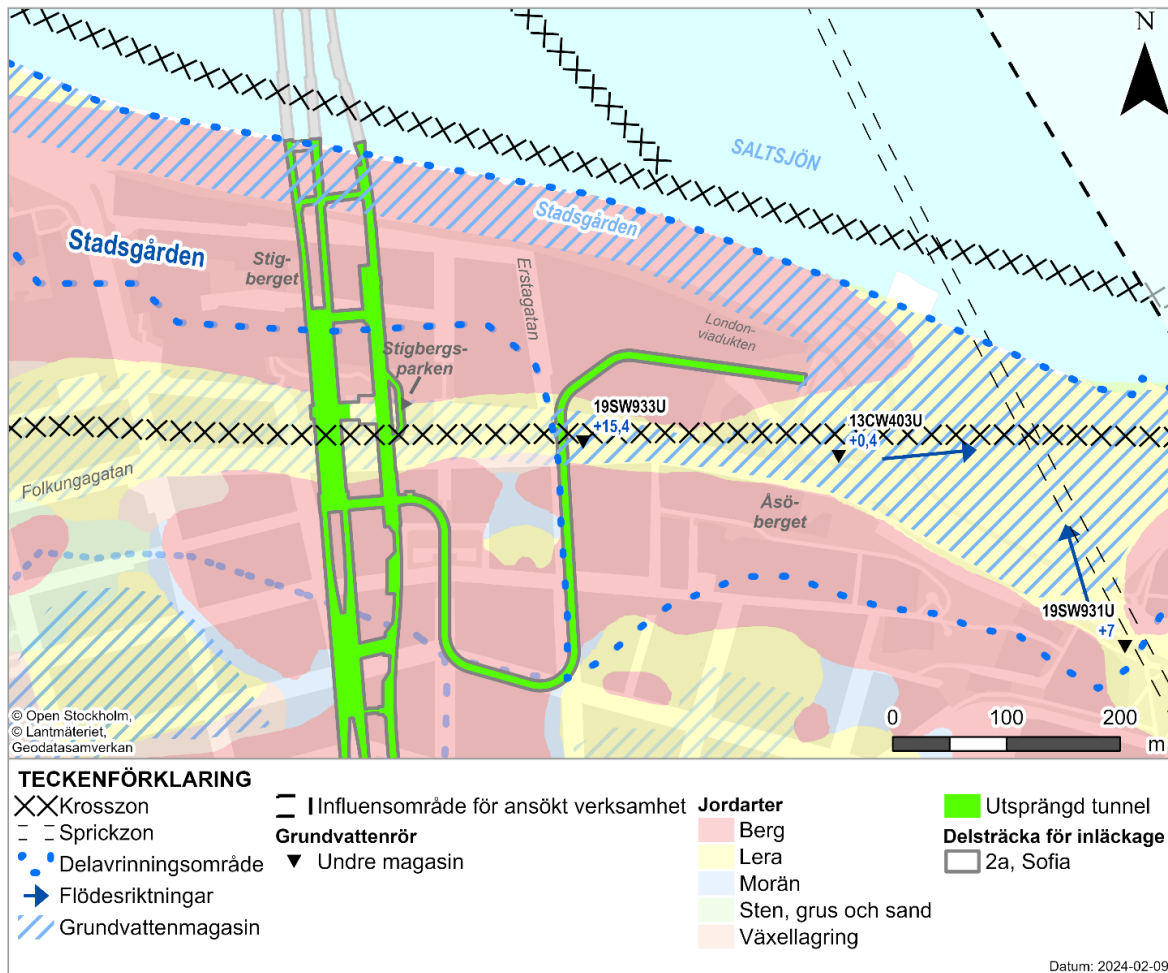 N
SALTSJÖN
Stadsgården
Stadsgården
Stig-
berget
Erstagatan
London-
viadukten
Stigbergs-
parken
19SW933U
+15,4
13CW403U
+0,4
Folkungagatan
Åsö-
berget
19SW931U
+7
© Open Stockholm,
© Lantmäteriet,
Geodatasamverkan
0 100 200
m
TECKENFÖRKLARING
Krosszon
Sprickzon
Delavrinningsområde
Flödesriktningar
Grundvattenmagasin
Influensområde för ansökt verksamhet
Grundvattenrör
Undre magasin
Jordarter
Berg
Lera
Morän
Sten, grus och sand
Växellagring
Utsprängd tunnel
Delsträcka för inläckage
2a, Sofia
Datum: 2024-02-09